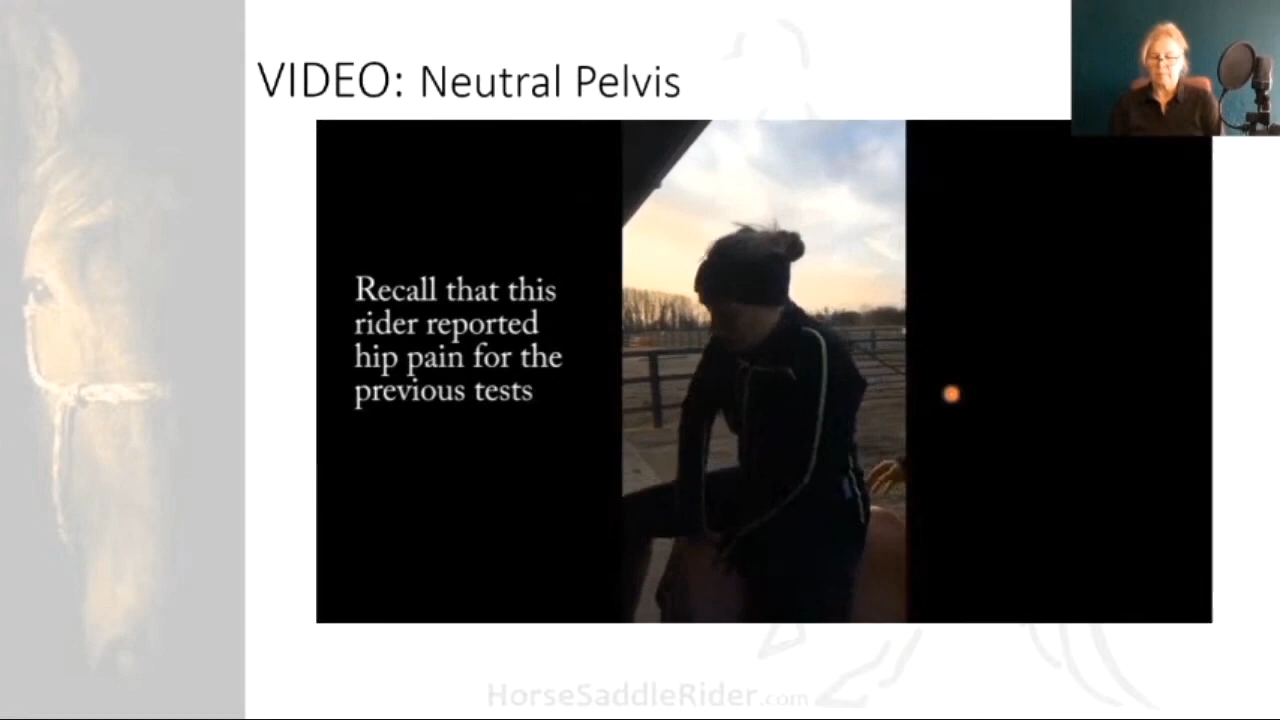 VIDEO: Neutral Pelvis
Recall that this
rider reported
hip pain for the
previous tests
HorseSaddleRider.com